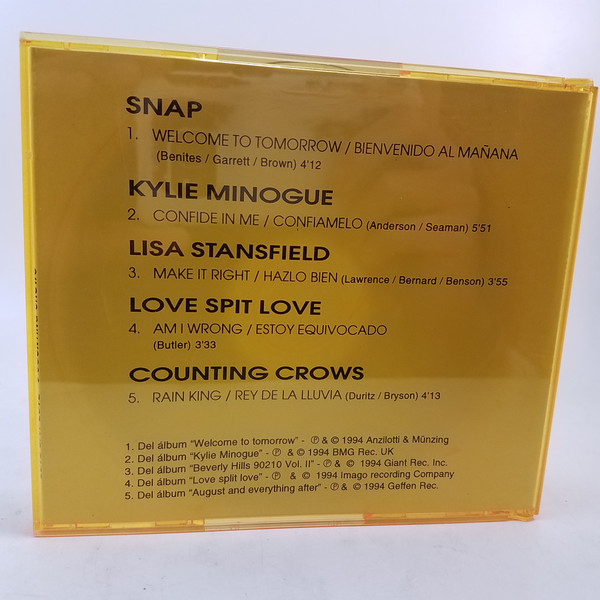 SNAP
1. WELCOME TO TOMORROW / BIENVENIDO AL MAÑANA
(Benites / Garrett / Brown) 4'12
KYLIE MINOGUE
2. CONFIDE IN ME / CONFIAMELO (Anderson / Seaman) 5'51
LISA STANSFIELD
3. MAKE IT RIGHT / HAZLO BIEN (Lawrence / Bernard / Benson) 3'55
LOVE SPIT LOVE
4. AM I WRONG / ESTOY EQUIVOCADO
(Butler) 3'33
COUNTING CROWS
5. RAIN KING / REY DE LA LLUVIA (Duritz / Bryson) 4'13
1. Del álbum "Welcome to tomorrow" - ℗ & © 1994 Anzilotti & Münzing
2. Del álbum "Kylie Minogue" - ℗ & © 1994 BMG Rec. UK
3. Del álbum "Beverly Hills 90210 Vol. II" - ℗ & © 1994 Giant Rec. Inc.
4. Del álbum "Love split love" - ℗ & © 1994 Imago recording Company
5. Del álbum "August and everything after" - ℗ & © 1994 Geffen Rec.